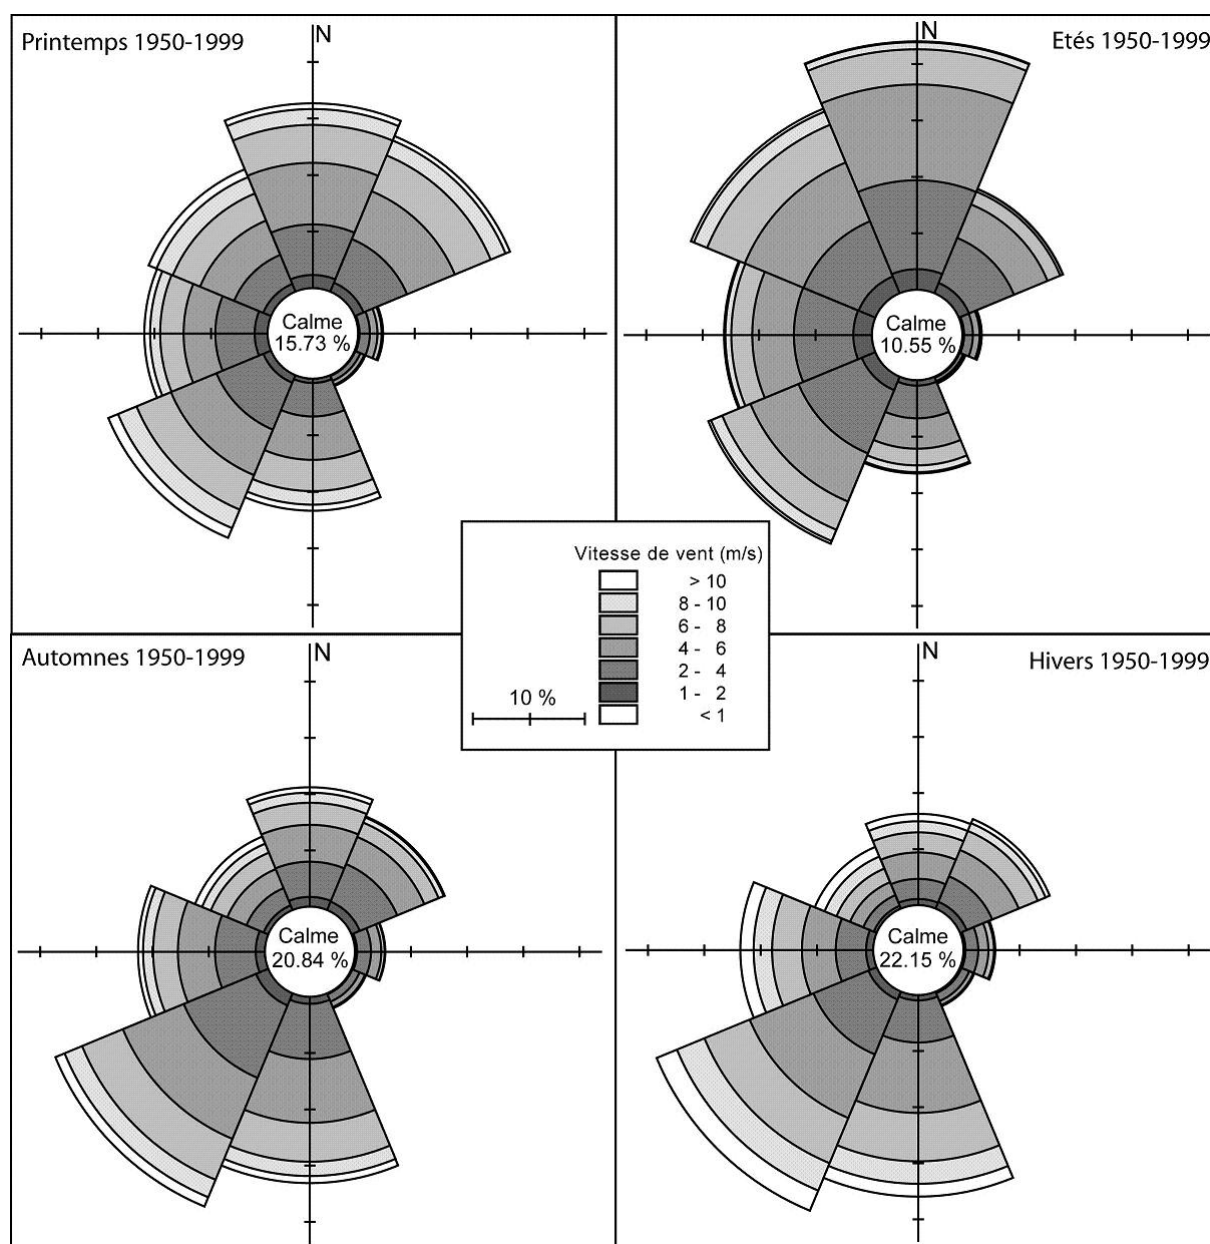 Printemps 1950-1999
N
Calme
15.73 %
N
Etés 1950-1999
Calme
10.55 %
Vitesse de vent (m/s)
> 10
8 - 10
6 - 8
4 - 6
2 - 4
1 - 2
< 1
10 %
Automnes 1950-1999
N
Calme
20.84 %
N
Hivers 1950-1999
Calme
22.15 %